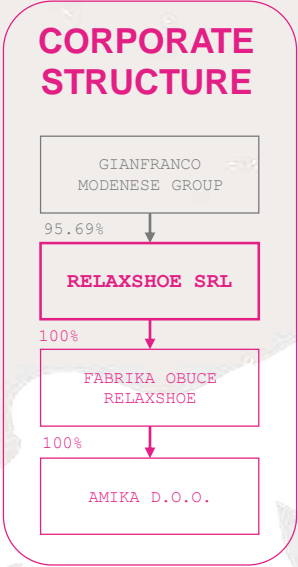 CORPORATE
STRUCTURE
GIANFRANCO
MODENESE GROUP
95.69%
RELAXSHOE SRL
100%
FABRIKA OBUCE
RELAXSHOE
100%
AMIKA D.O.O.